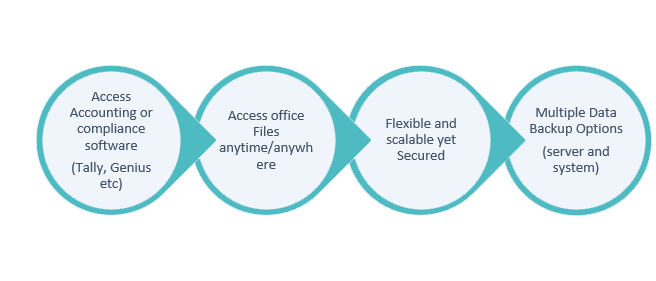 Access
Accounting or
compliance
software
(Tally, Genius
etc)
Access office
Files
anytime/anywh
ere
Flexible and
scalable yet
Secured
Multiple Data
Backup Options
(server and
system)